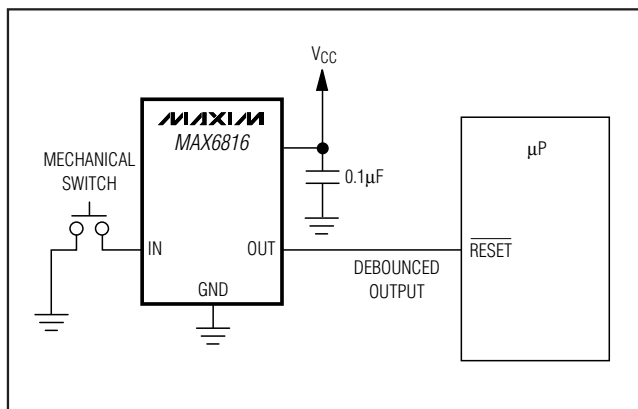 VCC
MAXIM
MAX6816
µP
MECHANICAL
SWITCH
0.1µF
IN
OUT
RESET
DEBOUNCED
OUTPUT
GND